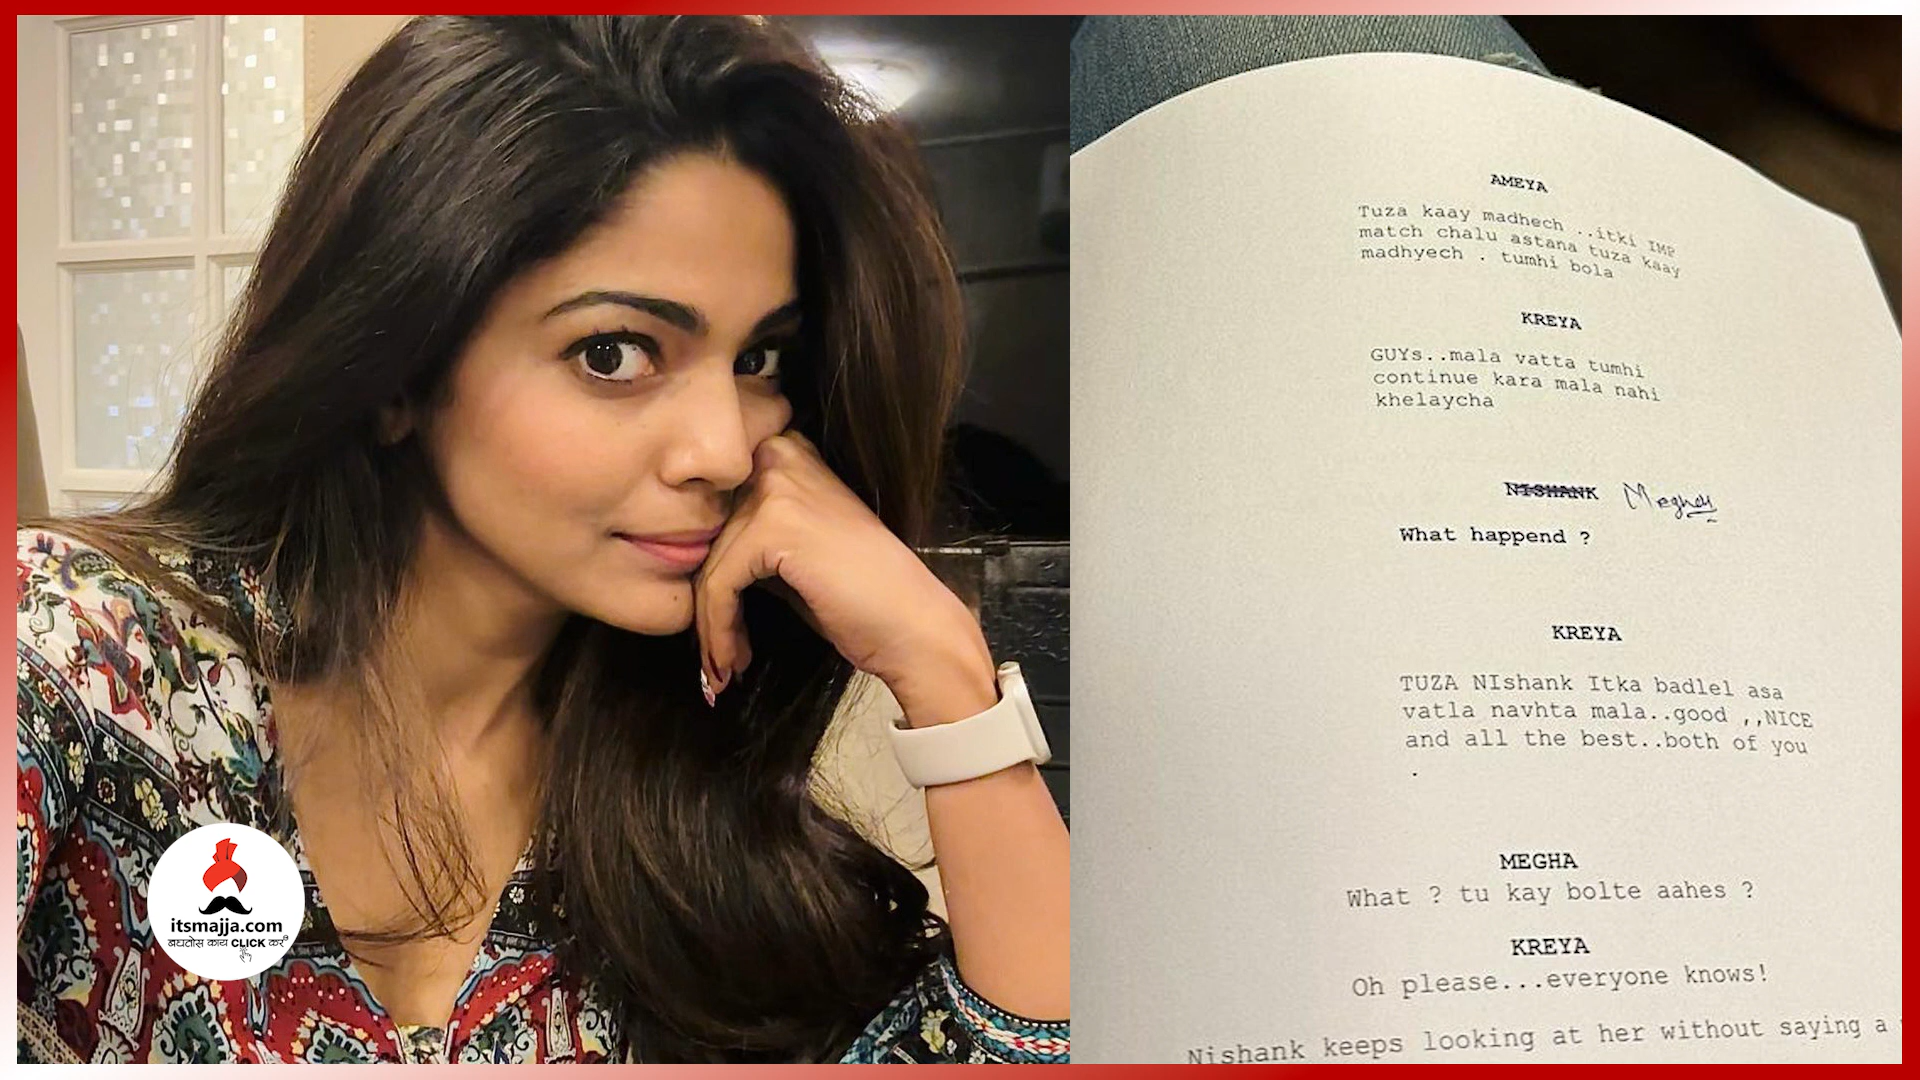 itsmajja.com
बघतोस काय CLICK कर
AMEYA
Tuza kaay madhech ..itki IMP
match chalu astana tuza kaay
madhyech . tumhi bola
KREYA
GUYs..mala vatta tumhi
continue kara mala nahi
khelaycha
NISHANK Megha
What happend ?
KREYA
TUZA NIshank Itka badlel asa
vatla navhta mala..good ,,NICE
and all the best..both of you
.
MEGHA
What ? tu kay bolte aahes ?
KREYA
Oh please...everyone knows!
Nishank keeps looking at her without saying a